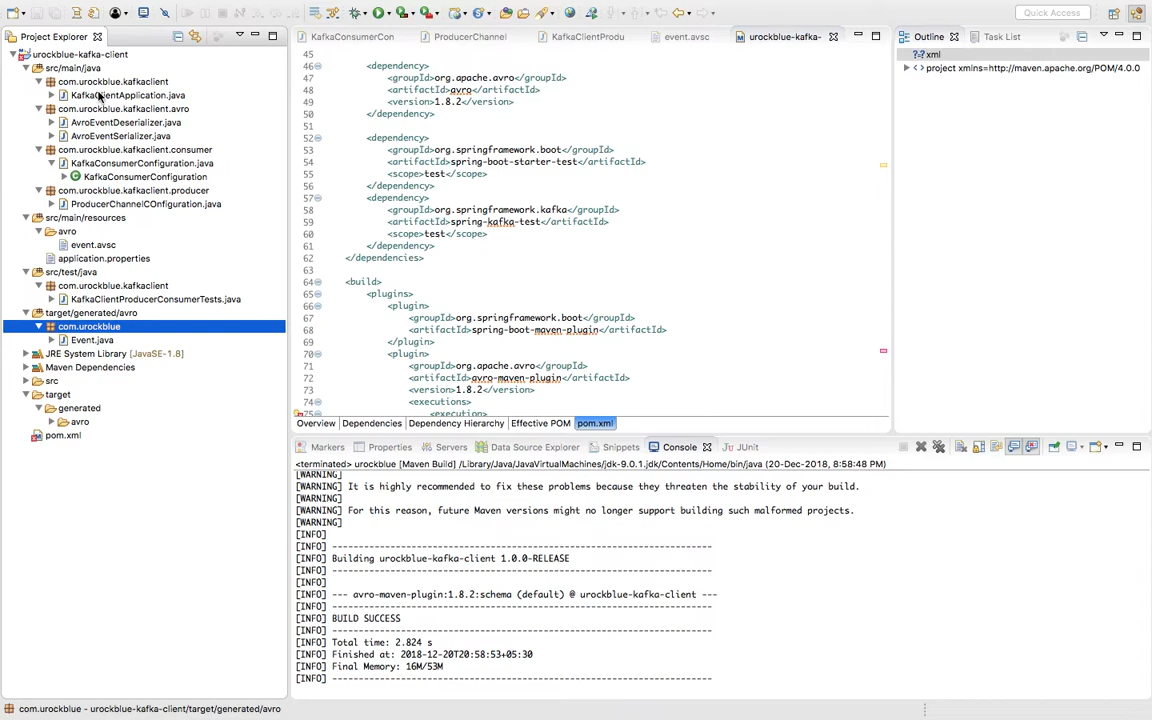 Quick Access
Project Explorer
urockblue-kafka-client
src/main/java
com.urockblue.kafkaclient
KafkaClientApplication.java
com.urockblue.kafkaclient.avro
AvroEventDeserializer.java
AvroEventSerializer.java
com.urockblue.kafkaclient.consumer
KafkaConsumerConfiguration.java
KafkaConsumerConfiguration
com.urockblue.kafkaclient.producer
ProducerChannelCOnfiguration.java
src/main/resources
avro
event.avsc
application.properties
src/test/java
com.urockblue.kafkaclient
KafkaClientProducerConsumerTests.java
target/generated/avro
com.urockblue
Event.java
JRE System Library [JavaSE-1.8]
Maven Dependencies
src
target
generated
avro
pom.xml
KafkaConsumerCon
ProducerChannel
KafkaClientProdu
event.avsc
urockblue-kafka-
45
46 <dependency>
47 <groupId>org.apache.avro</groupId>
48 <artifactId>avro</artifactId>
49 <version>1.8.2</version>
50 </dependency>
51
52 <dependency>
53 <groupId>org.springframework.boot</groupId>
54 <artifactId>spring-boot-starter-test</artifactId>
55 <scope>test</scope>
56 </dependency>
57 <dependency>
58 <groupId>org.springframework.kafka</groupId>
59 <artifactId>spring-kafka-test</artifactId>
60 <scope>test</scope>
61 </dependency>
62 </dependencies>
63
64 <build>
65 <plugins>
66 <plugin>
67 <groupId>org.springframework.boot</groupId>
68 <artifactId>spring-boot-maven-plugin</artifactId>
69 </plugin>
70 <plugin>
71 <groupId>org.apache.avro</groupId>
72 <artifactId>avro-maven-plugin</artifactId>
73 <version>1.8.2</version>
74 <executions>
75 <execution>
Overview Dependencies Dependency Hierarchy Effective POM pom.xml
Outline
Task List
xml
project xmlns=http://maven.apache.org/POM/4.0.0
Markers Properties Servers Data Source Explorer Snippets Console JUnit
<terminated> urockblue [Maven Build] /Library/Java/JavaVirtualMachines/jdk-9.0.1.jdk/Contents/Home/bin/java (20-Dec-2018, 8:58:48 PM)
[WARNING]
[WARNING] It is highly recommended to fix these problems because they threaten the stability of your build.
[WARNING]
[WARNING] For this reason, future Maven versions might no longer support building such malformed projects.
[WARNING]
[INFO]
[INFO] ------------------------------------------------------------------------
[INFO] Building urockblue-kafka-client 1.0.0-RELEASE
[INFO] ------------------------------------------------------------------------
[INFO]
[INFO] --- avro-maven-plugin:1.8.2:schema (default) @ urockblue-kafka-client ---
[INFO] ------------------------------------------------------------------------
[INFO] BUILD SUCCESS
[INFO] ------------------------------------------------------------------------
[INFO] Total time: 2.824 s
[INFO] Finished at: 2018-12-20T20:58:53+05:30
[INFO] Final Memory: 16M/53M
[INFO] ------------------------------------------------------------------------
com.urockblue - urockblue-kafka-client/target/generated/avro